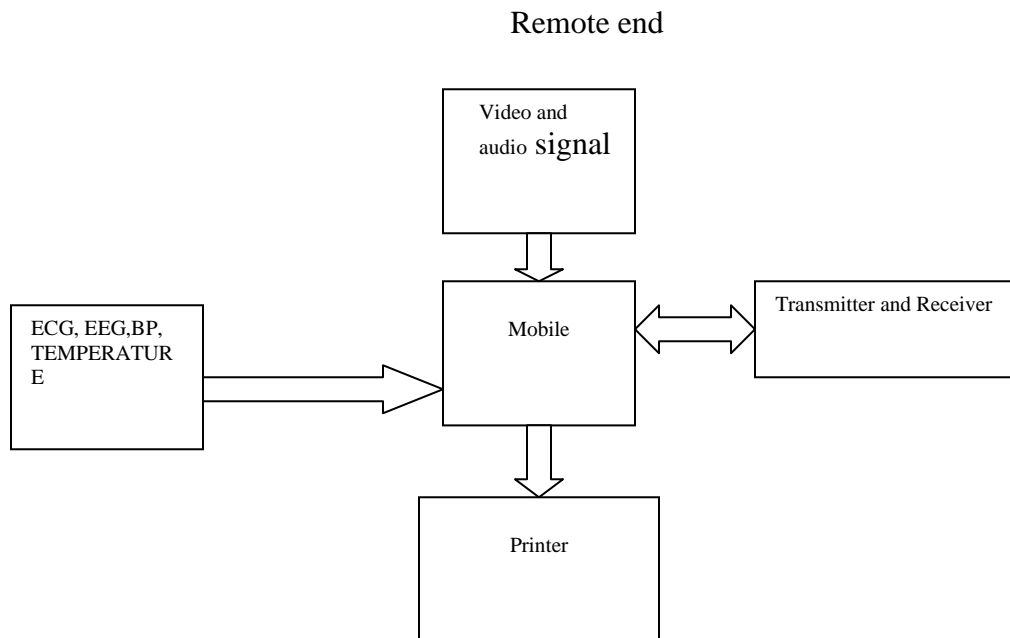 Remote end
Video and
audio signal
ECG, EEG,BP,
TEMPERATUR
E
Mobile
Transmitter and Receiver
Printer